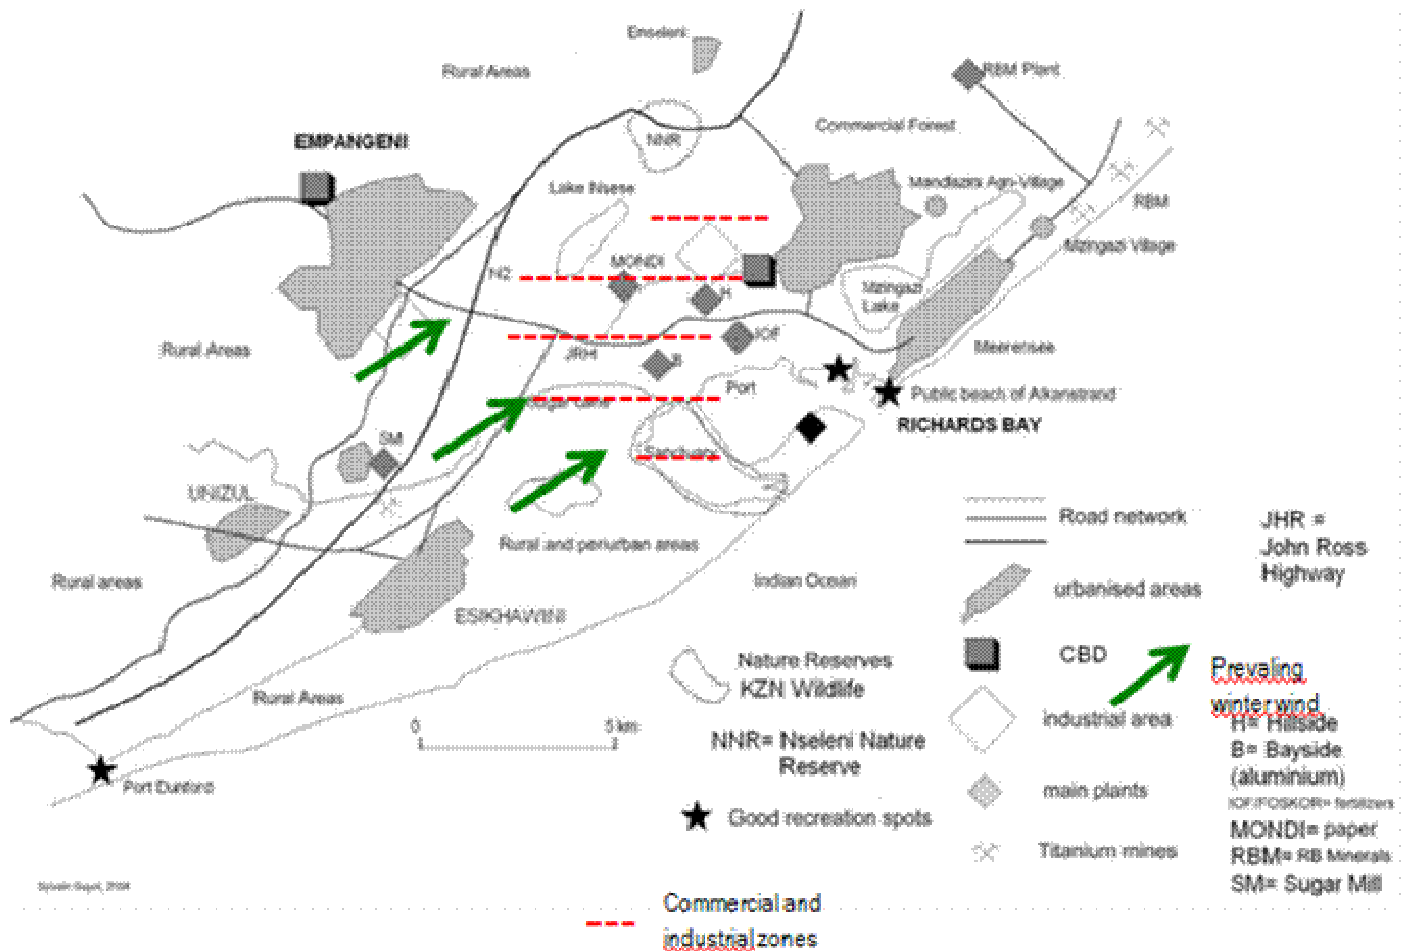 Enseleni
Rural Areas
RBM Plant
Commercial Forest
EMPANGENI
NNR
Lake Nsese
Mandlazini Agri-Village
RBM
Mzingazi Village
MONDI
N2
H
Mzingazi
Lake
IOF
Rural Areas
JRH
B
Meerensee
Port
Public beach of Alkanstrand
RICHARDS BAY
SM
Sanctuary
UNIZUL
Rural and periurban areas
Rural areas
Indian Ocean
ESIKHAWINI
Rural Areas
Port Durnford
0
5 km
Road network
JHR =
John Ross
Highway
urbanised areas
CBD
Prevaling
winter wind
Nature Reserves
KZN Wildlife
industrial area
H= Hillside
B= Bayside
(aluminium)
NNR= Nseleni Nature
Reserve
main plants
IOF/FOSKOR= fertilizers
MONDI= paper
RBM= RB Minerals
SM= Sugar Mill
Good recreation spots
Titanium mines
Commercial and
industrial zones